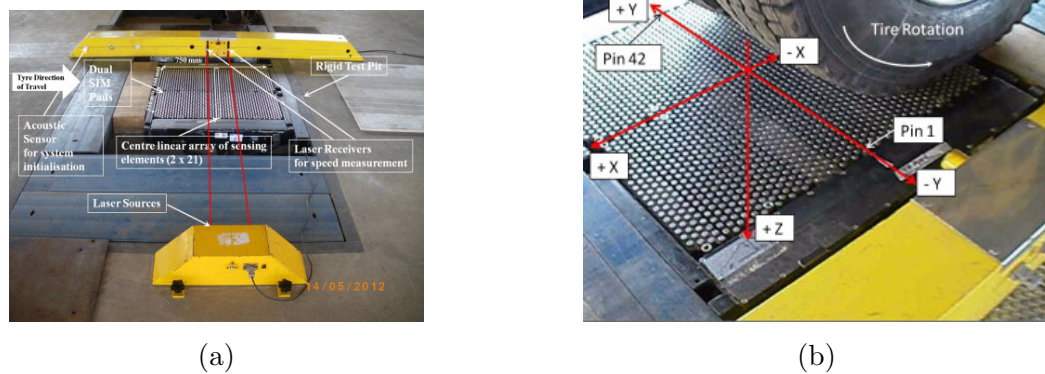 750 mm
Rigid Test Pit
Tyre Direction
of Travel
Dual
SIM
Pads
Acoustic
Sensor
for system
initialisation
Centre linear array of sensing
elements (2 x 21)
Laser Receivers
for speed measurement
Laser Sources
14/05/2012
(a)
+ Y
Pin 42
Tire Rotation
- X
Pin 1
+ X
- Y
+ Z
(b)